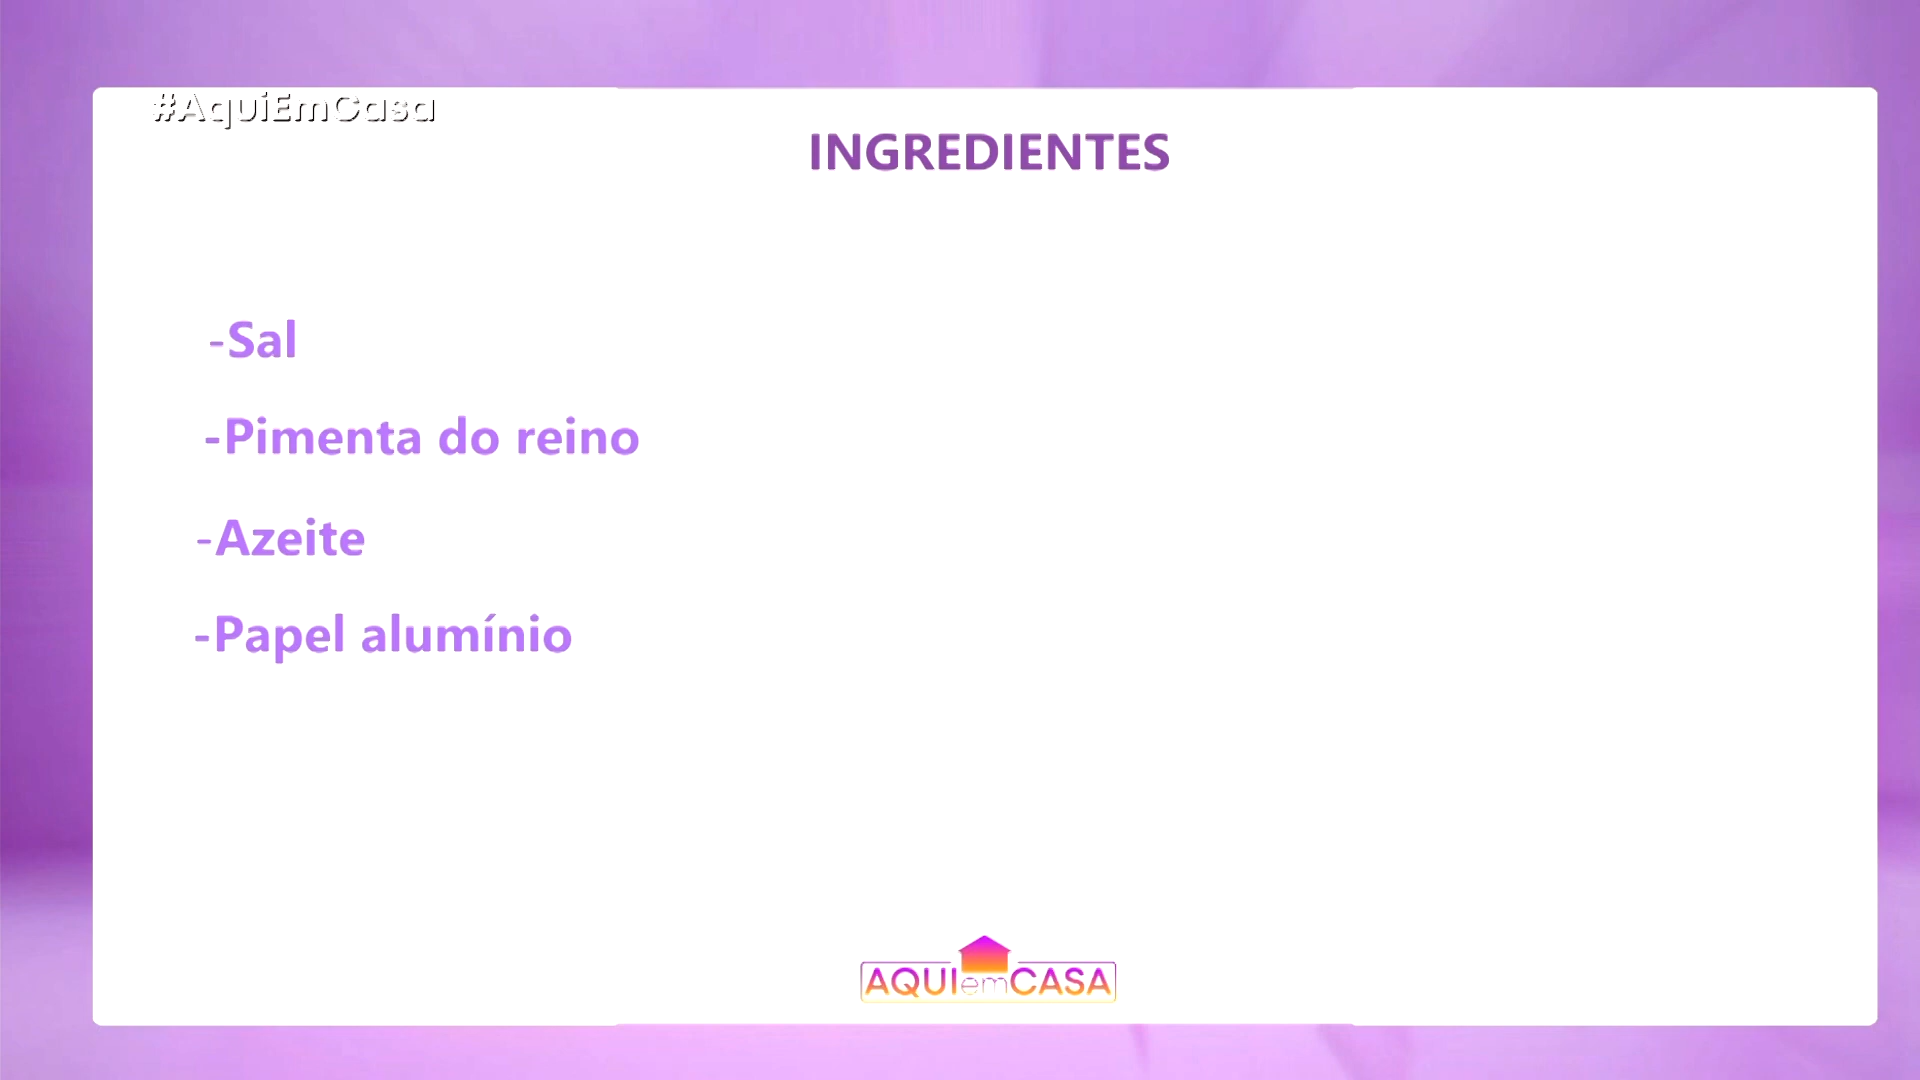 #AquiEmCasa
INGREDIENTES
-Sal
-Pimenta do reino
-Azeite
-Papel alumínio
AQUIemCASA